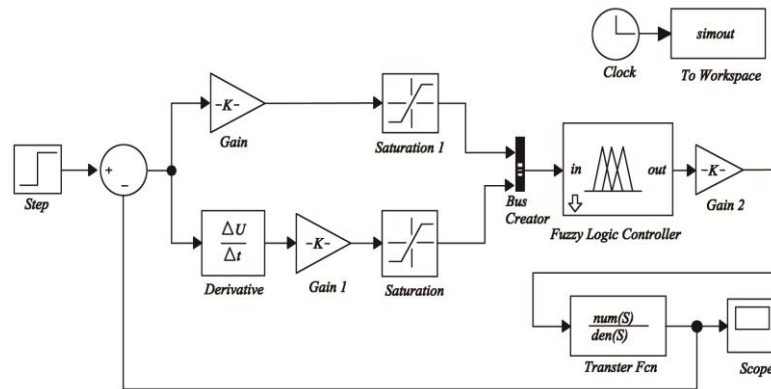 simout
Clock
To Workspace
-K-
Gain
Saturation 1
Step
+
−
in
out
-K-
Gain 2
Bus
Creator
Fuzzy Logic Controller
ΔU
Δt
Derivative
-K-
Gain 1
Saturation
num(S)
den(S)
Transter Fcn
Scope